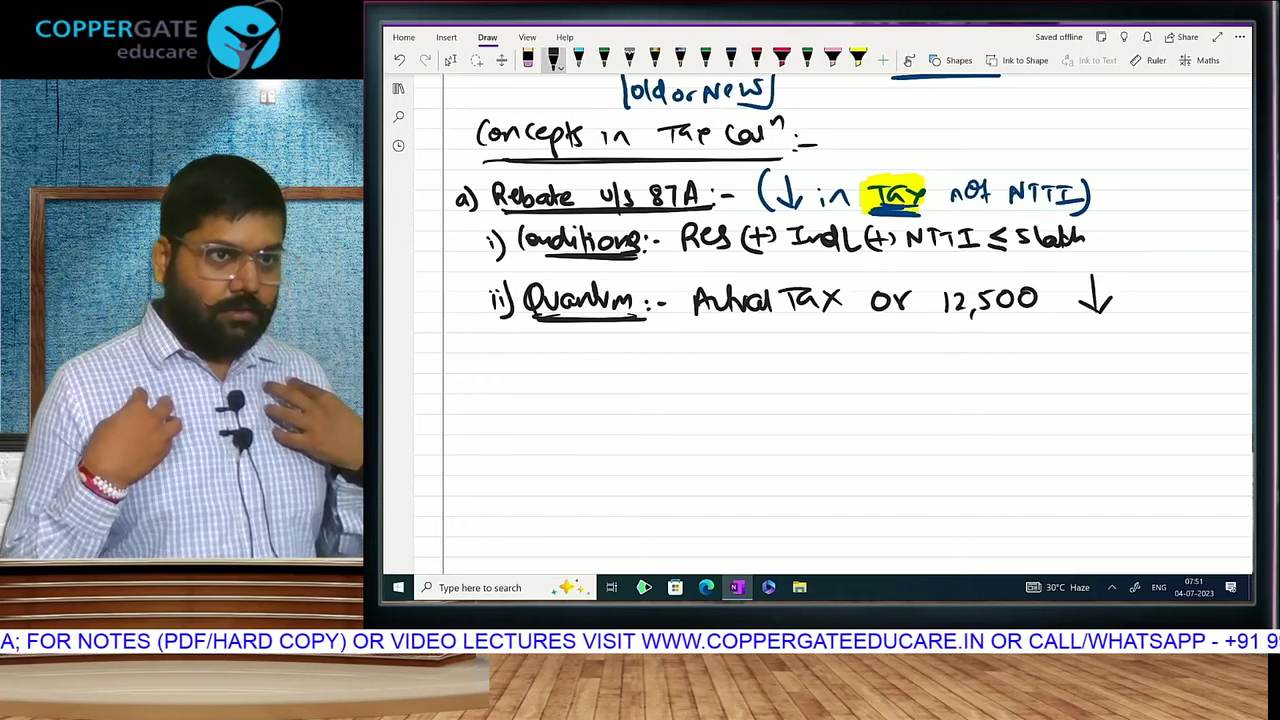 COPPERGATE
educare
Home Insert Draw View Help
Saved offline
Share
Shapes Ink to Shape Ink to Text Ruler Maths
[old or New]
Concepts in Tax Calⁿ :-
a) Rebate u/s 87A :- (↓ in Tax not NTTI)
i) Conditions :- Res (+) Indl (+) NTTI ≤ 5 lakh
ii) Quantum :- Actual Tax or 12,500 ↓
Type here to search
30°C Haze
ENG
07:51
04-07-2023
A; FOR NOTES (PDF/HARD COPY) OR VIDEO LECTURES VISIT WWW.COPPERGATEEDUCARE.IN OR CALL/WHATSAPP - +91 9